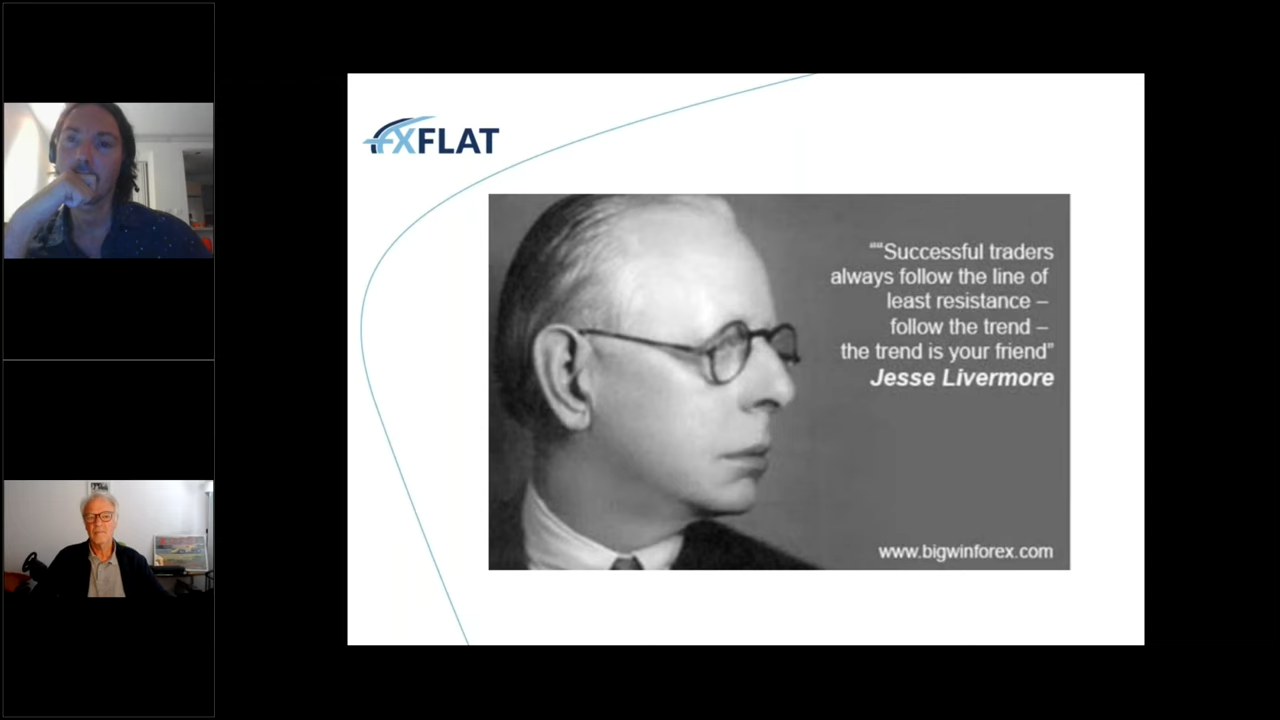 FXFLAT
““Successful traders
always follow the line of
least resistance –
follow the trend –
the trend is your friend”
Jesse Livermore
www.bigwinforex.com